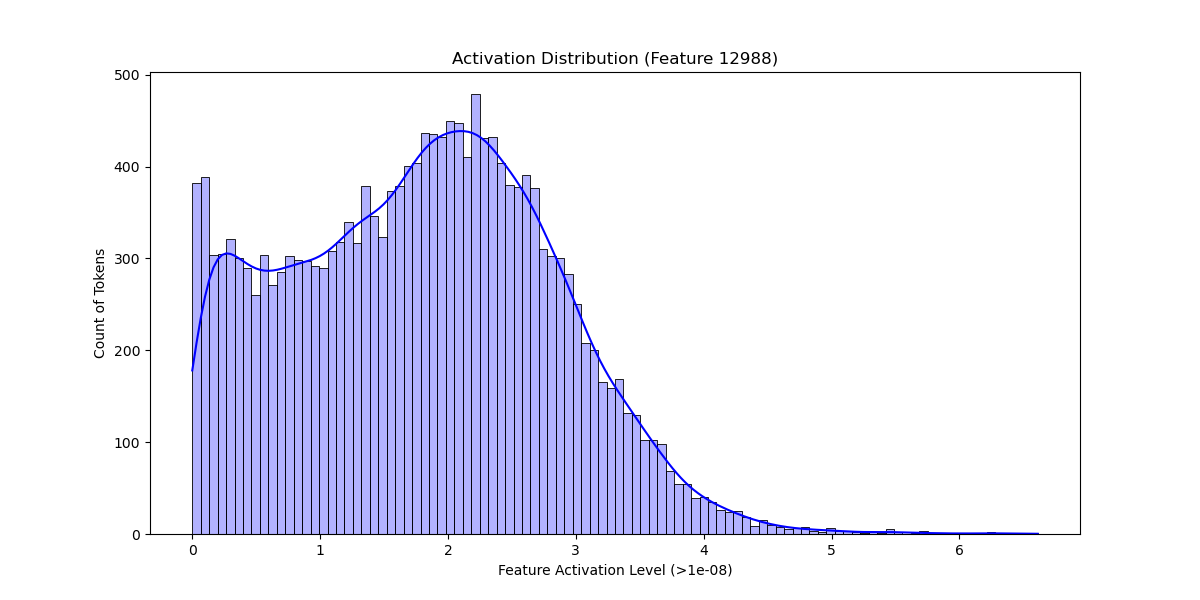 Activation Distribution (Feature 12988)
500
400
300
200
100
0
Count of Tokens
0 1 2 3 4 5 6
Feature Activation Level (>1e-08)